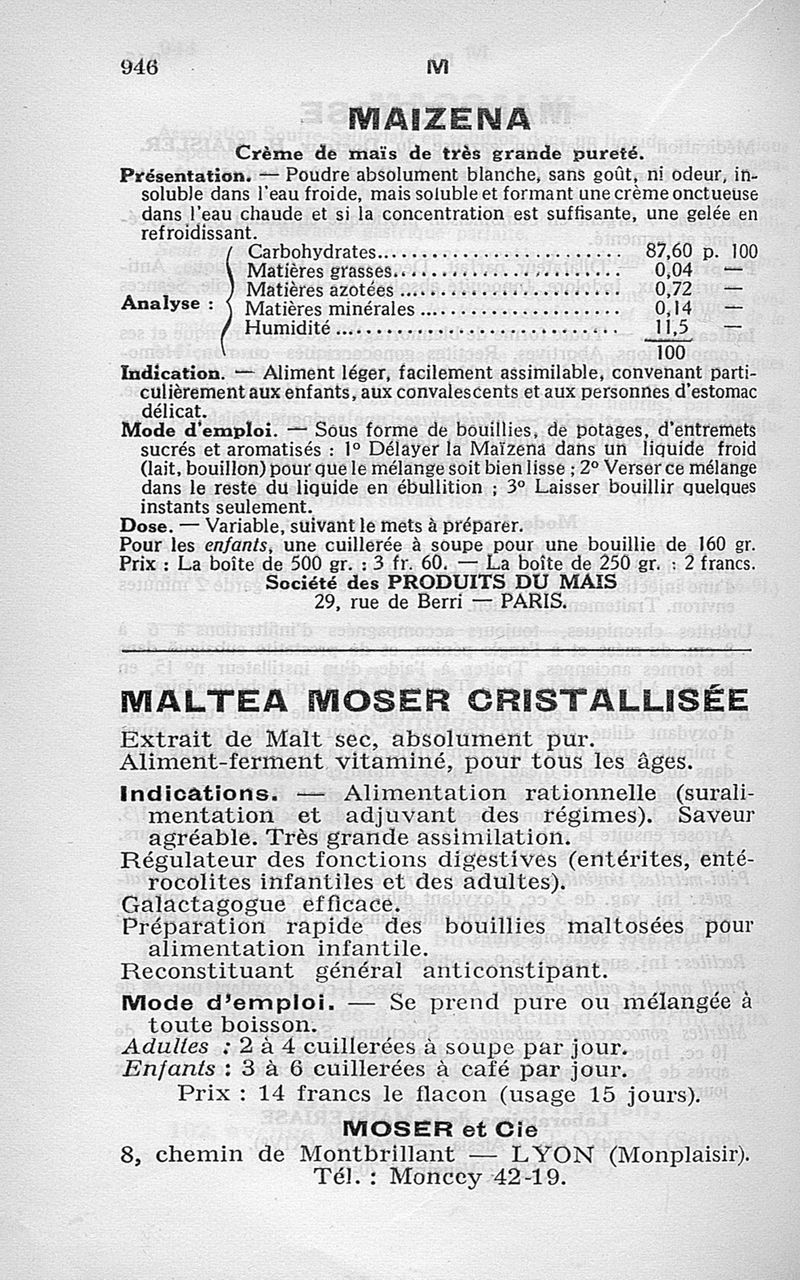 946 M
MAIZENA
Crème de maïs de très grande pureté.
Présentation. — Poudre absolument blanche, sans goût, ni odeur, in-
soluble dans l'eau froide, mais soluble et formant une crème onctueuse
dans l'eau chaude et si la concentration est suffisante, une gelée en
refroidissant.
Analyse :
Carbohydrates.......................... 87,60 p. 100
Matières grasses........................ 0,04 —
Matières azotées ....................... 0,72 —
Matières minérales ..................... 0,14 —
Humidité .............................. 11,5 —
100
Indication. — Aliment léger, facilement assimilable, convenant parti-
culièrement aux enfants, aux convalescents et aux personnes d'estomac
délicat.
Mode d'emploi. — Sous forme de bouillies, de potages, d'entremets
sucrés et aromatisés : 1° Délayer la Maïzena dans un liquide froid
(lait, bouillon) pour que le mélange soit bien lisse ; 2° Verser ce mélange
dans le reste du liquide en ébullition ; 3° Laisser bouillir quelques
instants seulement.
Dose. — Variable, suivant le mets à préparer.
Pour les enfants, une cuillerée à soupe pour une bouillie de 160 gr.
Prix : La boîte de 500 gr. : 3 fr. 60. — La boîte de 250 gr. : 2 francs.
Société des PRODUITS DU MAIS
29, rue de Berri — PARIS.
MALTEA MOSER CRISTALLISÉE
Extrait de Malt sec, absolument pur.
Aliment-ferment vitaminé, pour tous les âges.
Indications. — Alimentation rationnelle (surali-
mentation et adjuvant des régimes). Saveur
agréable. Très grande assimilation.
Régulateur des fonctions digestives (entérites, enté-
rocolites infantiles et des adultes).
Galactagogue efficace.
Préparation rapide des bouillies maltosées pour
alimentation infantile.
Reconstituant général anticonstipant.
Mode d'emploi. — Se prend pure ou mélangée à
toute boisson.
Adultes : 2 à 4 cuillerées à soupe par jour.
Enfants : 3 à 6 cuillerées à café par jour.
Prix : 14 francs le flacon (usage 15 jours).
MOSER et Cie
8, chemin de Montbrillant — LYON (Monplaisir).
Tél. : Moncey 42-19.